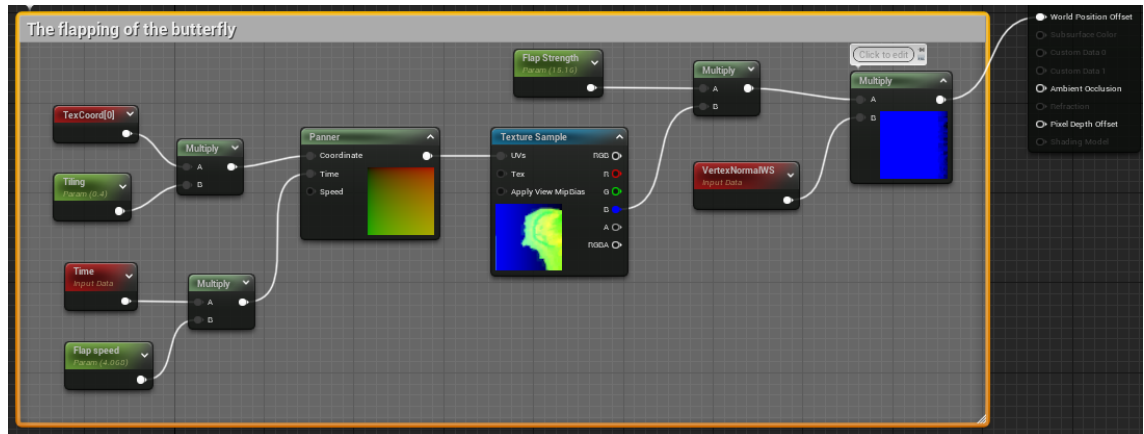 The flapping of the butterfly
TexCoord[0]
Tiling
Param (0.4)
Multiply
A
B
Time
Input Data
Flap speed
Param (4.060)
Multiply
A
B
Panner
Coordinate
Time
Speed
Texture Sample
UVs
Tex
Apply View MipBias
RGB
R
G
B
A
RGBA
Flap Strength
Param (15.10)
Multiply
A
B
VertexNormalWS
Input Data
Click to edit
Multiply
A
B
World Position Offset
Subsurface Color
Custom Data 0
Custom Data 1
Ambient Occlusion
Refraction
Pixel Depth Offset
Shading Model